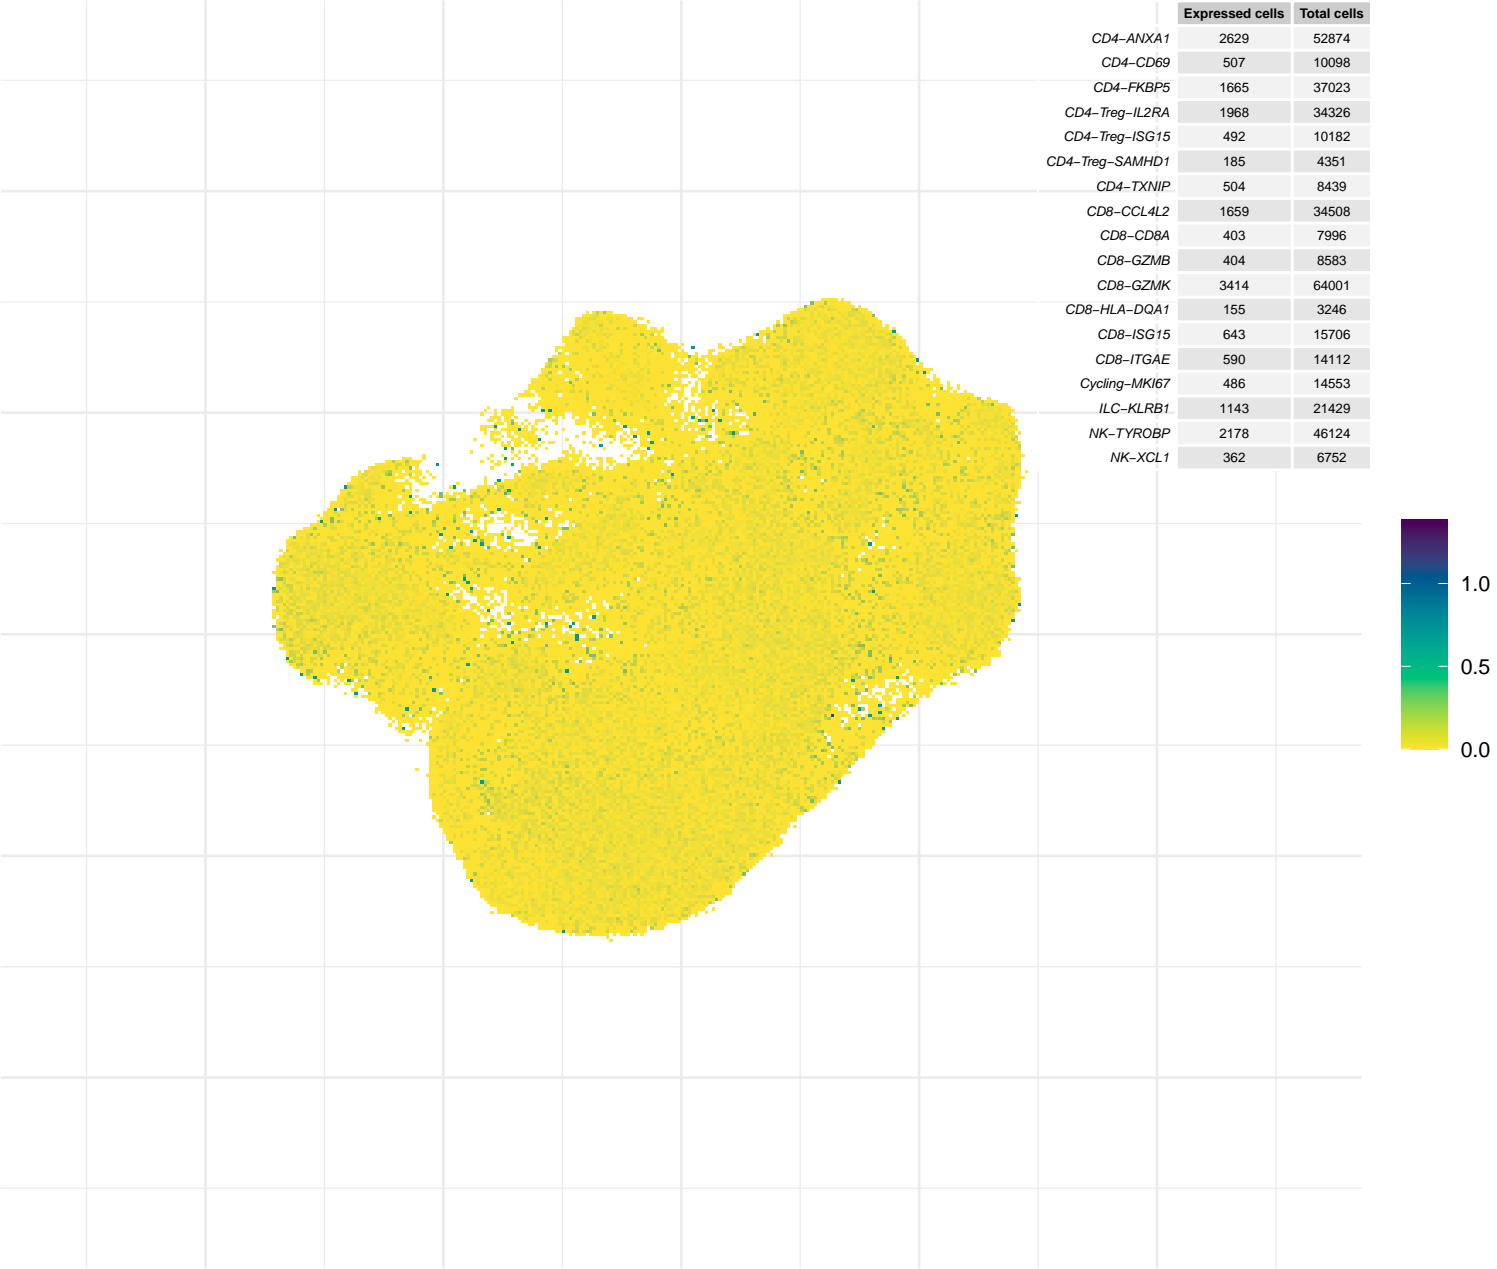 Expressed cells Total cells
CD4−ANXA1 2629 52874
CD4−CD69 507 10098
CD4−FKBP5 1665 37023
CD4−Treg−IL2RA 1968 34326
CD4−Treg−ISG15 492 10182
CD4−Treg−SAMHD1 185 4351
CD4−TXNIP 504 8439
CD8−CCL4L2 1659 34508
CD8−CD8A 403 7996
CD8−GZMB 404 8583
CD8−GZMK 3414 64001
CD8−HLA−DQA1 155 3246
CD8−ISG15 643 15706
CD8−ITGAE 590 14112
Cycling−MKI67 486 14553
ILC−KLRB1 1143 21429
NK−TYROBP 2178 46124
NK−XCL1 362 6752
1.0
0.5
0.0